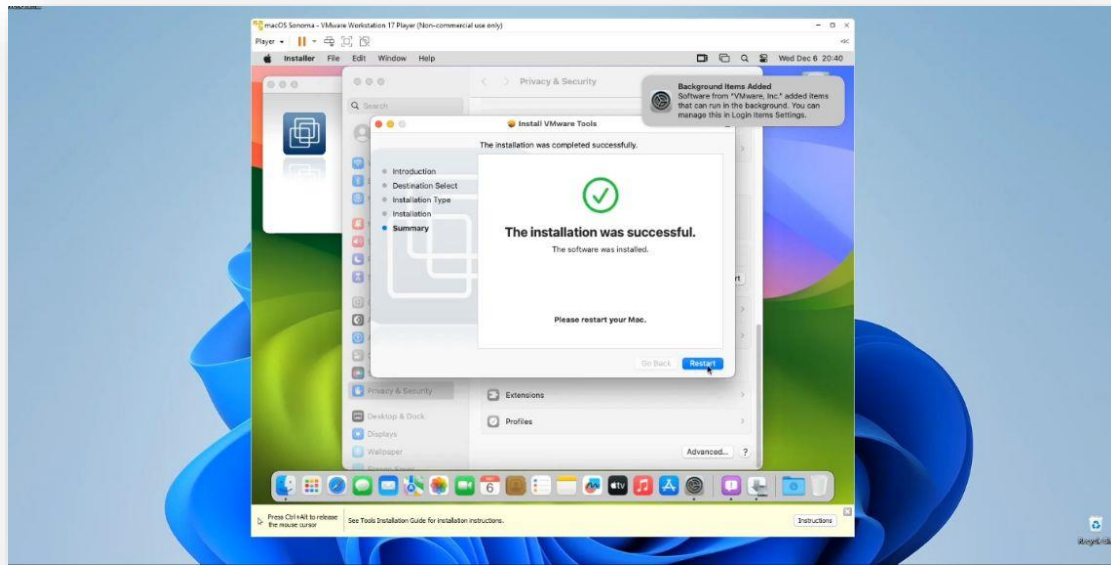 macOS Sonoma - VMware Workstation 17 Player (Non-commercial use only)
Player
Installer File Edit Window Help
Wed Dec 6 20:40
Privacy & Security
Background Items Added
Software from "VMware, Inc." added items
that can run in the background. You can
manage this in Login Items Settings.
Search
Install VMware Tools
The installation was completed successfully.
Introduction
Destination Select
Installation Type
Installation
Summary
The installation was successful.
The software was installed.
Please restart your Mac.
Go Back
Restart
Privacy & Security
Extensions
Desktop & Dock
Profiles
Displays
Wallpaper
Advanced...
?
tv
6
Press Ctrl+Alt to release
the mouse cursor
See Tools Installation Guide for installation instructions.
Instructions